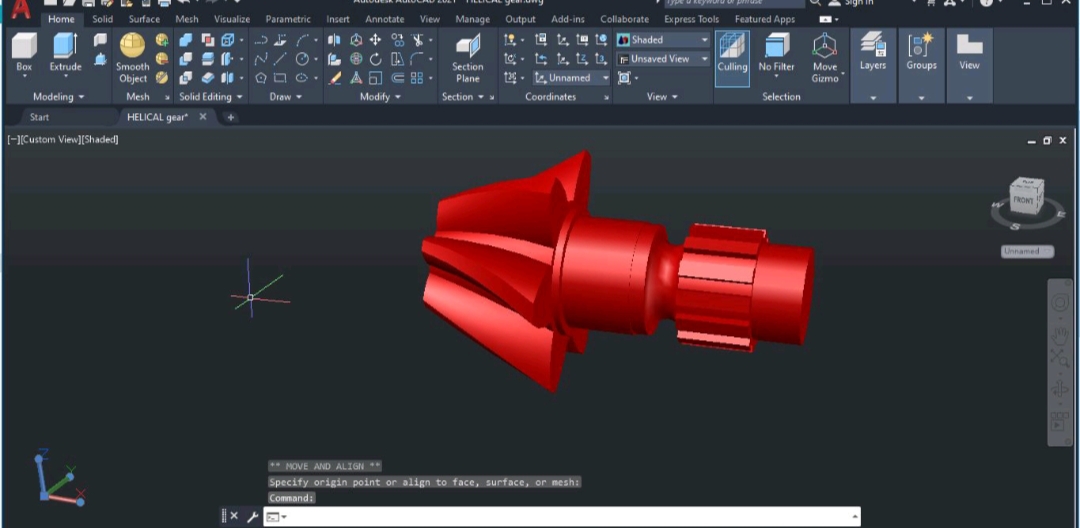 Autodesk AutoCAD 2021 HELICAL gear.dwg
Type a keyword or phrase
Sign In
Home Solid Surface Mesh Visualize Parametric Insert Annotate View Manage Output Add-ins Collaborate Express Tools Featured Apps
Box Extrude Smooth Object Section Plane Culling No Filter Move Gizmo Layers Groups View
Shaded
Unsaved View
Unnamed
Modeling Mesh Solid Editing Draw Modify Section Coordinates View Selection
Start HELICAL gear* +
[−][Custom View][Shaded]
FRONT
S
E
Unnamed
Z
Y
X
** MOVE AND ALIGN **
Specify origin point or align to face, surface, or mesh:
Command: